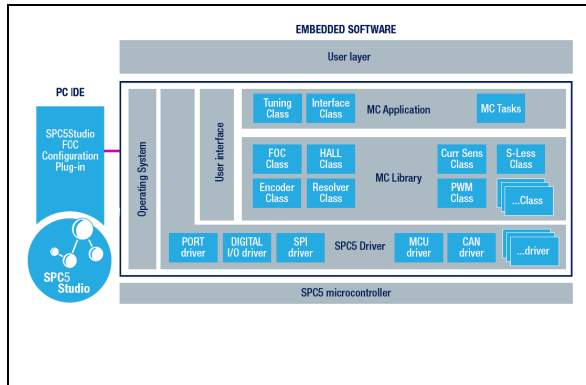 EMBEDDED SOFTWARE
User layer
PC IDE
SPC5Studio
FOC
Configuration
Plug-in
SPC5
Studio
Operating System
User interface
Tuning
Class
Interface
Class
MC Application
MC Tasks
FOC
Class
HALL
Class
Encoder
Class
Resolver
Class
MC Library
Curr Sens
Class
S-Less
Class
PWM
Class
...Class
PORT
driver
DIGITAL
I/O driver
SPI
driver
SPC5 Driver
MCU
driver
CAN
driver
...driver
SPC5 microcontroller